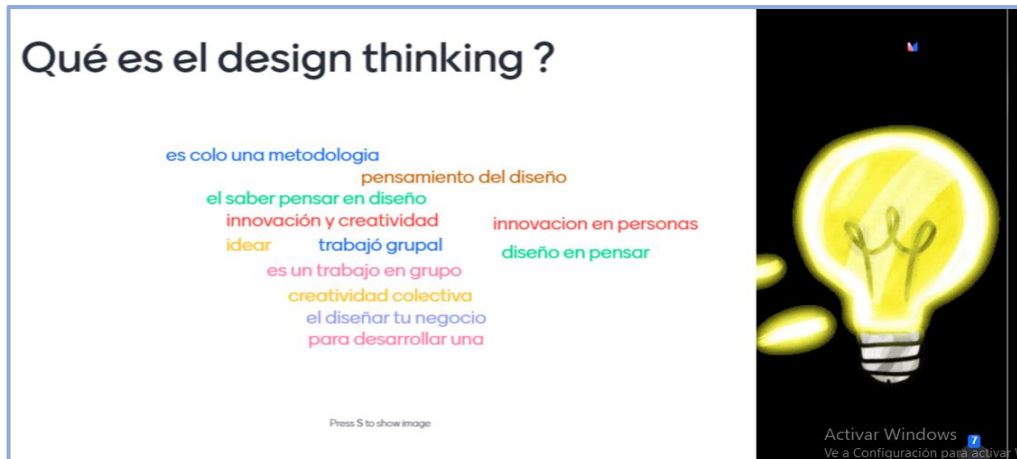 Qué es el design thinking ?
es colo una metodologia
pensamiento del diseño
el saber pensar en diseño
innovación y creatividad
innovacion en personas
idear
trabajó grupal
diseño en pensar
es un trabajo en grupo
creatividad colectiva
el diseñar tu negocio
para desarrollar una
Press S to show image
Activar Windows
7
Ve a Configuración para activar